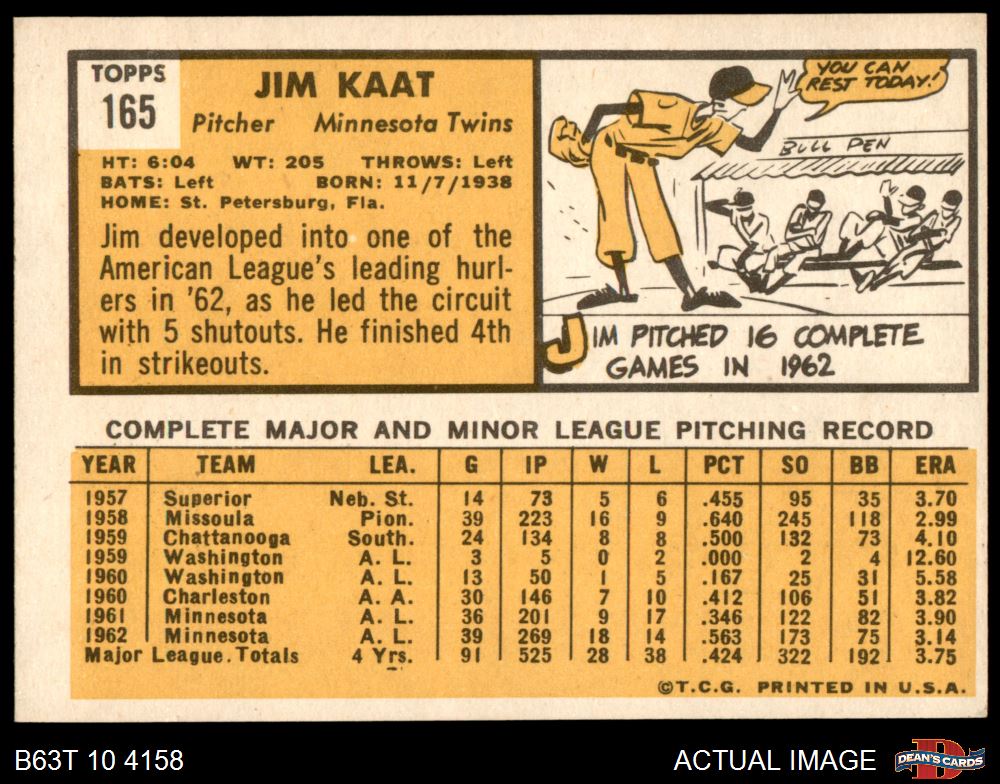 TOPPS
165
JIM KAAT
Pitcher Minnesota Twins
HT: 6:04 WT: 205 THROWS: Left
BATS: Left BORN: 11/7/1938
HOME: St. Petersburg, Fla.
Jim developed into one of the
American League's leading hurl-
ers in '62, as he led the circuit
with 5 shutouts. He finished 4th
in strikeouts.
YOU CAN
REST TODAY!
BULL PEN
JIM PITCHED 16 COMPLETE
GAMES IN 1962
COMPLETE MAJOR AND MINOR LEAGUE PITCHING RECORD
YEAR TEAM LEA. G IP W L PCT SO BB ERA
1957 Superior Neb. St. 14 73 5 6 .455 95 35 3.70
1958 Missoula Pion. 39 223 16 9 .640 245 118 2.99
1959 Chattanooga South. 24 134 8 8 .500 132 73 4.10
1959 Washington A. L. 3 5 0 2 .000 2 4 12.60
1960 Washington A. L. 13 50 1 5 .167 25 31 5.58
1960 Charleston A. A. 30 146 7 10 .412 106 51 3.82
1961 Minnesota A. L. 36 201 9 17 .346 122 82 3.90
1962 Minnesota A. L. 39 269 18 14 .563 173 75 3.14
Major League Totals 4 Yrs. 91 525 28 38 .424 322 192 3.75
©T.C.G. PRINTED IN U.S.A.
B63T 10 4158
ACTUAL IMAGE
DEAN'S CARDS